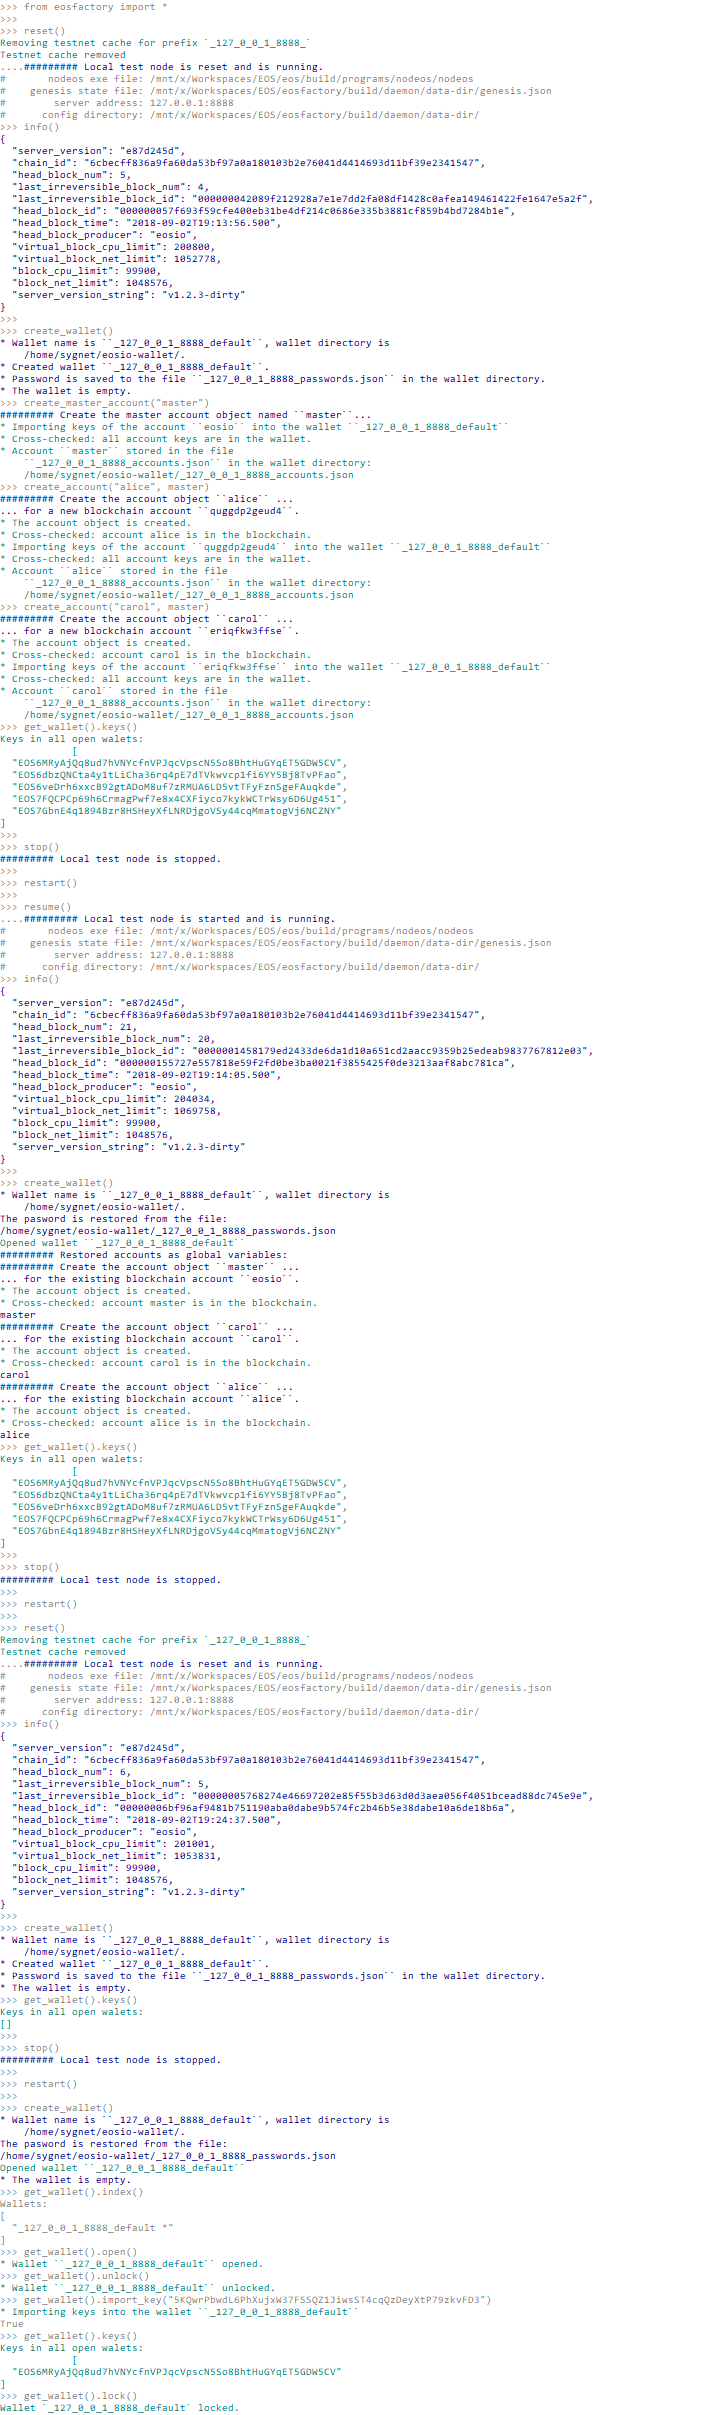 >>> from eosfactory import *
>>>
>>> reset()
Removing testnet cache for prefix `_127_0_0_1_8888_`
Testnet cache removed
....######### Local test node is reset and is running.
#       nodeos exe file: /mnt/x/Workspaces/EOS/eos/build/programs/nodeos/nodeos
#    genesis state file: /mnt/x/Workspaces/EOS/eosfactory/build/daemon/data-dir/genesis.json
#        server address: 127.0.0.1:8888
#      config directory: /mnt/x/Workspaces/EOS/eosfactory/build/daemon/data-dir/
>>> info()
{
  "server_version": "e87d245d",
  "chain_id": "6cbecff836a9fa60da53bf97a0a180103b2e76041d4414693d11bf39e2341547",
  "head_block_num": 5,
  "last_irreversible_block_num": 4,
  "last_irreversible_block_id": "000000042089f212928a7e1e7dd2fa08df1428c0afea149461422fe1647e5a2f",
  "head_block_id": "000000057f693f59cfe400eb31be4df214c0686e335b3881cf859b4bd7284b1e",
  "head_block_time": "2018-09-02T19:13:56.500",
  "head_block_producer": "eosio",
  "virtual_block_cpu_limit": 200800,
  "virtual_block_net_limit": 1052778,
  "block_cpu_limit": 99900,
  "block_net_limit": 1048576,
  "server_version_string": "v1.2.3-dirty"
}
>>>
>>> create_wallet()
* Wallet name is ``_127_0_0_1_8888_default``, wallet directory is
    /home/sygnet/eosio-wallet/.
* Created wallet ``_127_0_0_1_8888_default``.
* Password is saved to the file ``_127_0_0_1_8888_passwords.json`` in the wallet directory.
* The wallet is empty.
>>> create_master_account("master")
######### Create the master account object named ``master``...
* Importing keys of the account ``eosio`` into the wallet ``_127_0_0_1_8888_default``
* Cross-checked: all account keys are in the wallet.
* Account ``master`` stored in the file
    ``_127_0_0_1_8888_accounts.json`` in the wallet directory:
    /home/sygnet/eosio-wallet/_127_0_0_1_8888_accounts.json
>>> create_account("alice", master)
######### Create the account object ``alice`` ...
... for a new blockchain account ``quggdp2geud4``.
* The account object is created.
* Cross-checked: account alice is in the blockchain.
* Importing keys of the account ``quggdp2geud4`` into the wallet ``_127_0_0_1_8888_default``
* Cross-checked: all account keys are in the wallet.
* Account ``alice`` stored in the file
    ``_127_0_0_1_8888_accounts.json`` in the wallet directory:
    /home/sygnet/eosio-wallet/_127_0_0_1_8888_accounts.json
>>> create_account("carol", master)
######### Create the account object ``carol`` ...
... for a new blockchain account ``eriqfkw3ffse``.
* The account object is created.
* Cross-checked: account carol is in the blockchain.
* Importing keys of the account ``eriqfkw3ffse`` into the wallet ``_127_0_0_1_8888_default``
* Cross-checked: all account keys are in the wallet.
* Account ``carol`` stored in the file
    ``_127_0_0_1_8888_accounts.json`` in the wallet directory:
    /home/sygnet/eosio-wallet/_127_0_0_1_8888_accounts.json
>>> get_wallet().keys()
Keys in all open walets:
            [
  "EOS6MRyAjQq8ud7hVNYcfnVPJqcVpscN5So8BhtHuGYqET5GDW5CV",
  "EOS6dbzQNCta4y1tLiCha36rq4pE7dTVkwvcp1fi6YY5Bj8TvPFao",
  "EOS6veDrh6xxcB92gtADoM8uf7zRMUA6LD5vtTFyFznSgeFAuqkde",
  "EOS7FQCPCp69h6CrmagPwf7e8x4CXFiyco7kykWCTrWsy6D6Ug451",
  "EOS7GbnE4q1894Bzr8HSHeyXfLNRDjgoVSy44cqMmatogVj6NCZNY"
]
>>>
>>> stop()
######### Local test node is stopped.
>>>
>>> restart()
>>>
>>> resume()
....######### Local test node is started and is running.
#       nodeos exe file: /mnt/x/Workspaces/EOS/eos/build/programs/nodeos/nodeos
#    genesis state file: /mnt/x/Workspaces/EOS/eosfactory/build/daemon/data-dir/genesis.json
#        server address: 127.0.0.1:8888
#      config directory: /mnt/x/Workspaces/EOS/eosfactory/build/daemon/data-dir/
>>> info()
{
  "server_version": "e87d245d",
  "chain_id": "6cbecff836a9fa60da53bf97a0a180103b2e76041d4414693d11bf39e2341547",
  "head_block_num": 21,
  "last_irreversible_block_num": 20,
  "last_irreversible_block_id": "0000001458179ed2433de6da1d10a651cd2aacc9359b25edeab9837767812e03",
  "head_block_id": "000000155727e557818e59f2fd0be3ba0021f3855425f0de3213aaf8abc781ca",
  "head_block_time": "2018-09-02T19:14:05.500",
  "head_block_producer": "eosio",
  "virtual_block_cpu_limit": 204034,
  "virtual_block_net_limit": 1069758,
  "block_cpu_limit": 99900,
  "block_net_limit": 1048576,
  "server_version_string": "v1.2.3-dirty"
}
>>>
>>> create_wallet()
* Wallet name is ``_127_0_0_1_8888_default``, wallet directory is
    /home/sygnet/eosio-wallet/.
The pasword is restored from the file:
/home/sygnet/eosio-wallet/_127_0_0_1_8888_passwords.json
Opened wallet ``_127_0_0_1_8888_default``
######### Restored accounts as global variables:
######### Create the account object ``master`` ...
... for the existing blockchain account ``eosio``.
* The account object is created.
* Cross-checked: account master is in the blockchain.
master
######### Create the account object ``carol`` ...
... for the existing blockchain account ``carol``.
* The account object is created.
* Cross-checked: account carol is in the blockchain.
carol
######### Create the account object ``alice`` ...
... for the existing blockchain account ``alice``.
* The account object is created.
* Cross-checked: account alice is in the blockchain.
alice
>>> get_wallet().keys()
Keys in all open walets:
            [
  "EOS6MRyAjQq8ud7hVNYcfnVPJqcVpscN5So8BhtHuGYqET5GDW5CV",
  "EOS6dbzQNCta4y1tLiCha36rq4pE7dTVkwvcp1fi6YY5Bj8TvPFao",
  "EOS6veDrh6xxcB92gtADoM8uf7zRMUA6LD5vtTFyFznSgeFAuqkde",
  "EOS7FQCPCp69h6CrmagPwf7e8x4CXFiyco7kykWCTrWsy6D6Ug451",
  "EOS7GbnE4q1894Bzr8HSHeyXfLNRDjgoVSy44cqMmatogVj6NCZNY"
]
>>>
>>> stop()
######### Local test node is stopped.
>>>
>>> restart()
>>>
>>> reset()
Removing testnet cache for prefix `_127_0_0_1_8888_`
Testnet cache removed
....######### Local test node is reset and is running.
#       nodeos exe file: /mnt/x/Workspaces/EOS/eos/build/programs/nodeos/nodeos
#    genesis state file: /mnt/x/Workspaces/EOS/eosfactory/build/daemon/data-dir/genesis.json
#        server address: 127.0.0.1:8888
#      config directory: /mnt/x/Workspaces/EOS/eosfactory/build/daemon/data-dir/
>>> info()
{
  "server_version": "e87d245d",
  "chain_id": "6cbecff836a9fa60da53bf97a0a180103b2e76041d4414693d11bf39e2341547",
  "head_block_num": 6,
  "last_irreversible_block_num": 5,
  "last_irreversible_block_id": "00000005768274e46697202e85f55b3d63d0d3aea056f4051bcead88dc745e9e",
  "head_block_id": "00000006bf96af9481b751190aba0dabe9b574fc2b46b5e38dabe10a6de18b6a",
  "head_block_time": "2018-09-02T19:24:37.500",
  "head_block_producer": "eosio",
  "virtual_block_cpu_limit": 201001,
  "virtual_block_net_limit": 1053831,
  "block_cpu_limit": 99900,
  "block_net_limit": 1048576,
  "server_version_string": "v1.2.3-dirty"
}
>>>
>>> create_wallet()
* Wallet name is ``_127_0_0_1_8888_default``, wallet directory is
    /home/sygnet/eosio-wallet/.
* Created wallet ``_127_0_0_1_8888_default``.
* Password is saved to the file ``_127_0_0_1_8888_passwords.json`` in the wallet directory.
* The wallet is empty.
>>> get_wallet().keys()
Keys in all open walets:
[]
>>>
>>> stop()
######### Local test node is stopped.
>>>
>>> restart()
>>>
>>> create_wallet()
* Wallet name is ``_127_0_0_1_8888_default``, wallet directory is
    /home/sygnet/eosio-wallet/.
The pasword is restored from the file:
/home/sygnet/eosio-wallet/_127_0_0_1_8888_passwords.json
Opened wallet ``_127_0_0_1_8888_default``
* The wallet is empty.
>>> get_wallet().index()
Wallets:
[
  "_127_0_0_1_8888_default *"
]
>>> get_wallet().open()
* Wallet ``_127_0_0_1_8888_default`` opened.
>>> get_wallet().unlock()
* Wallet ``_127_0_0_1_8888_default`` unlocked.
>>> get_wallet().import_key("5KQwrPbwdL6PhXujxW37FSSQZ1JiwsST4cqQzDeyXtP79zkvFD3")
* Importing keys into the wallet ``_127_0_0_1_8888_default``
True
>>> get_wallet().keys()
Keys in all open walets:
            [
  "EOS6MRyAjQq8ud7hVNYcfnVPJqcVpscN5So8BhtHuGYqET5GDW5CV"
]
>>> get_wallet().lock()
Wallet `_127_0_0_1_8888_default` locked.